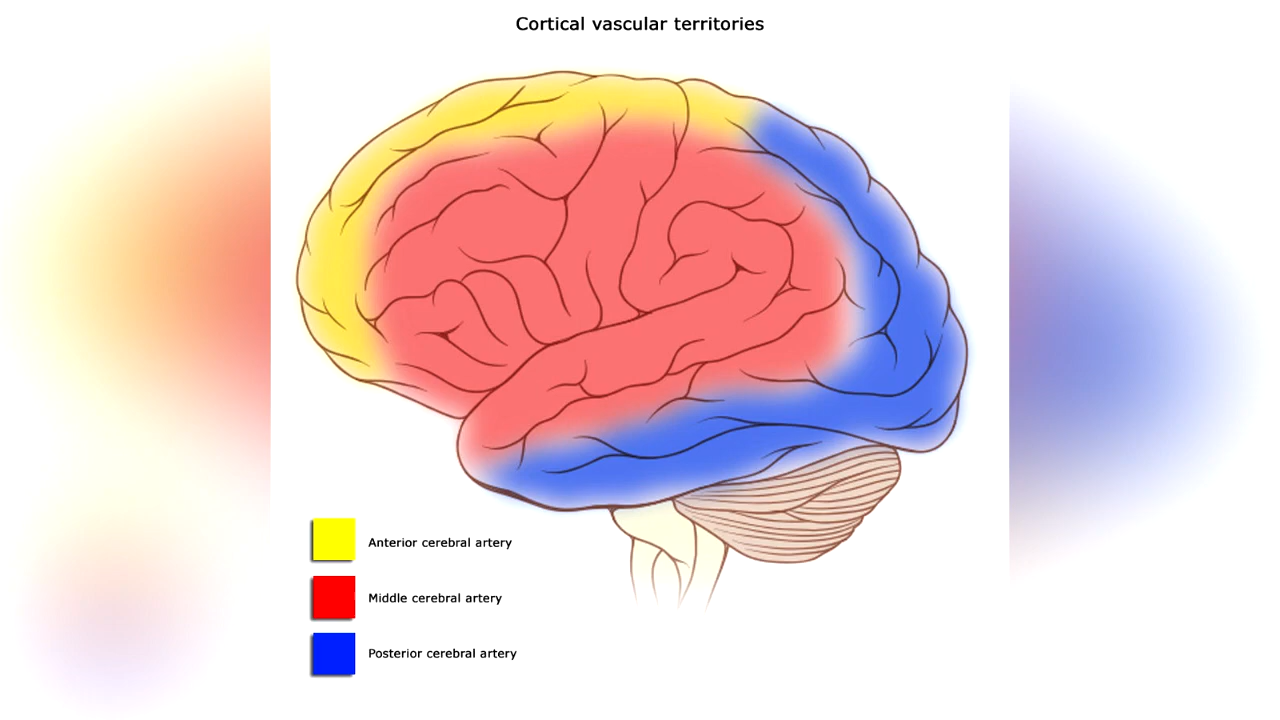 Cortical vascular territories
Anterior cerebral artery
Middle cerebral artery
Posterior cerebral artery